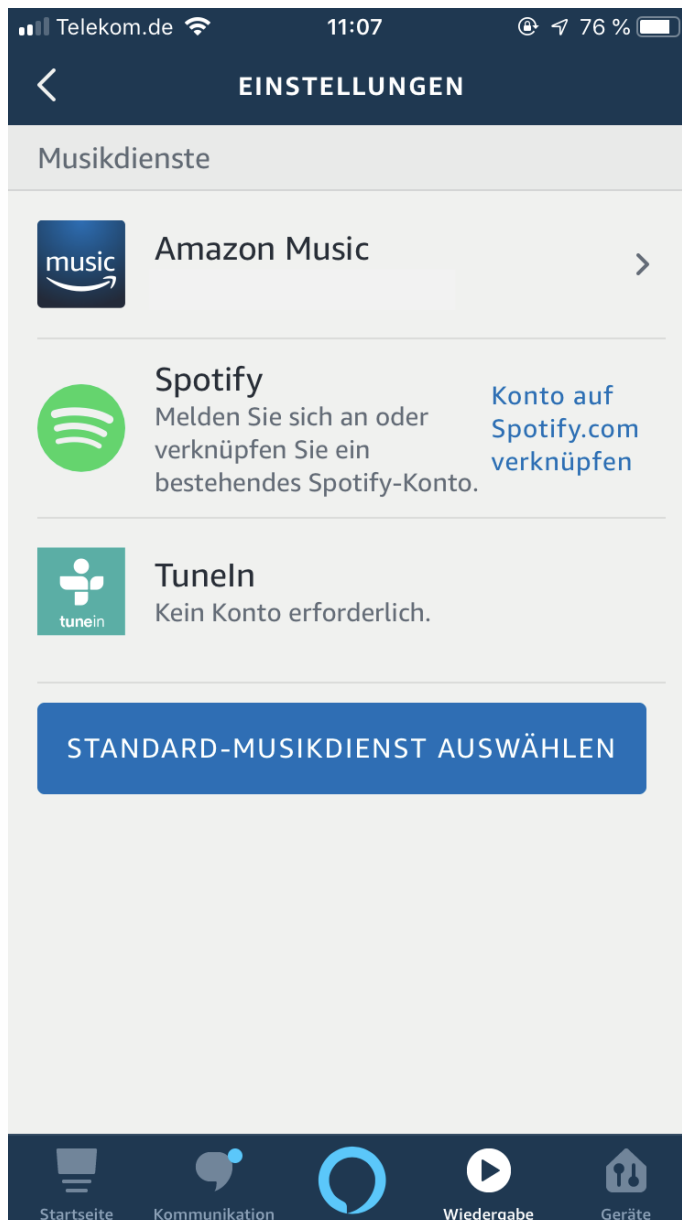 Telekom.de 11:07 76 %
EINSTELLUNGEN
Musikdienste
music
Amazon Music
Spotify
Melden Sie sich an oder
verknüpfen Sie ein
bestehendes Spotify-Konto.
Konto auf
Spotify.com
verknüpfen
tunein
TuneIn
Kein Konto erforderlich.
STANDARD-MUSIKDIENST AUSWÄHLEN
Startseite Kommunikation Wiedergabe Geräte